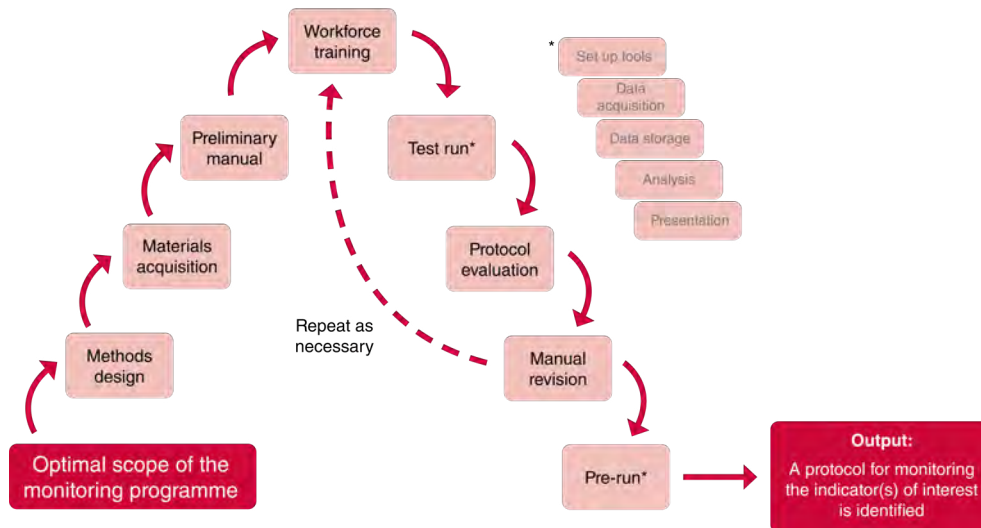 Workforce
training
*
Set up tools
Data
acquisition
Data storage
Analysis
Presentation
Preliminary
manual
Test run*
Materials
acquisition
Protocol
evaluation
Repeat as
necessary
Methods
design
Manual
revision
Optimal scope of the
monitoring programme
Pre-run*
Output:
A protocol for monitoring
the indicator(s) of interest
is identified